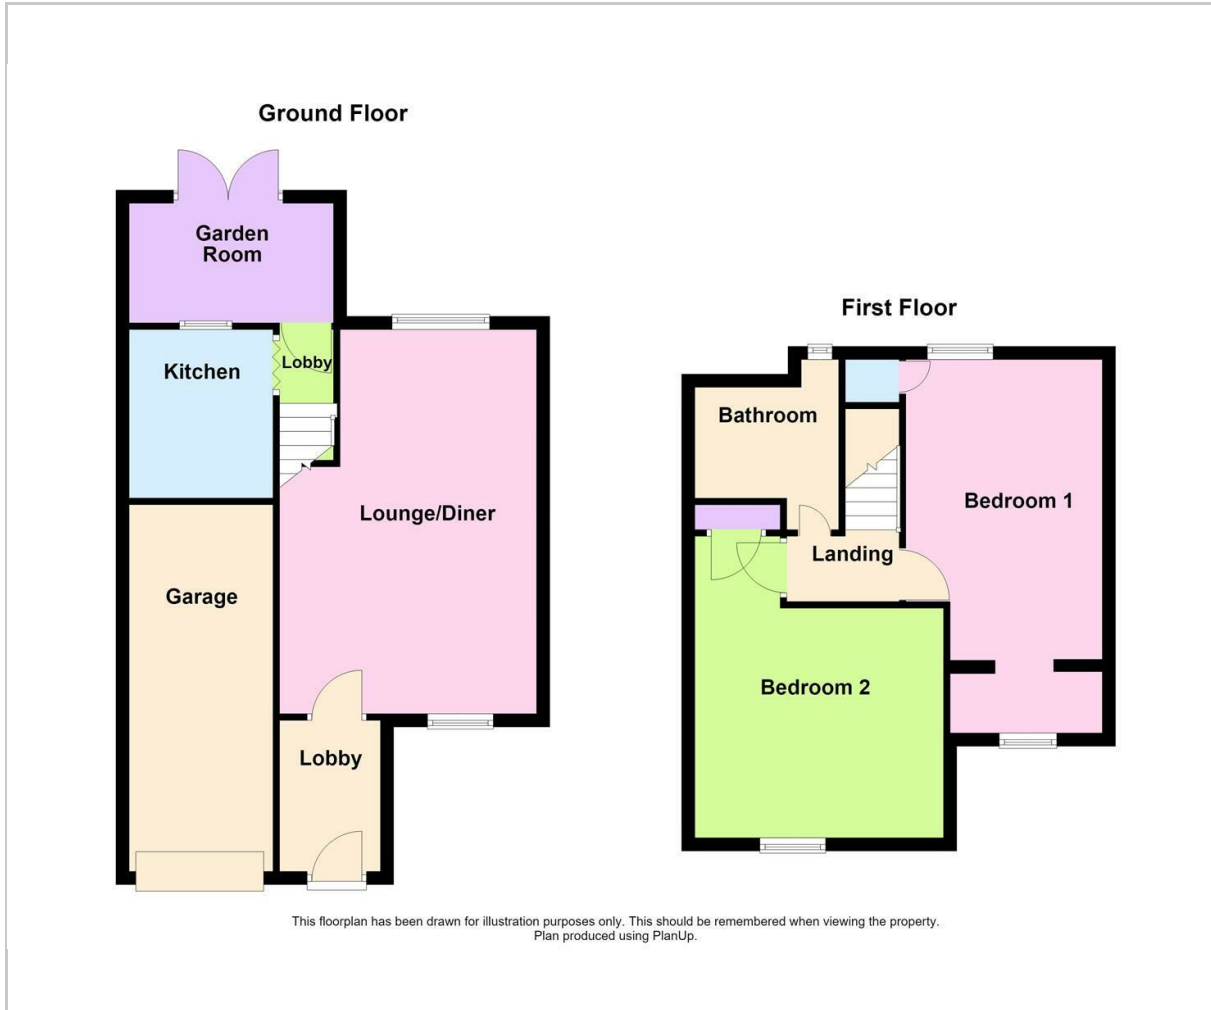 Ground Floor
Garden
Room
Kitchen
Lobby
Lounge/Diner
Garage
Lobby
First Floor
Bathroom
Bedroom 1
Landing
Bedroom 2
This floorplan has been drawn for illustration purposes only. This should be remembered when viewing the property.
Plan produced using PlanUp.